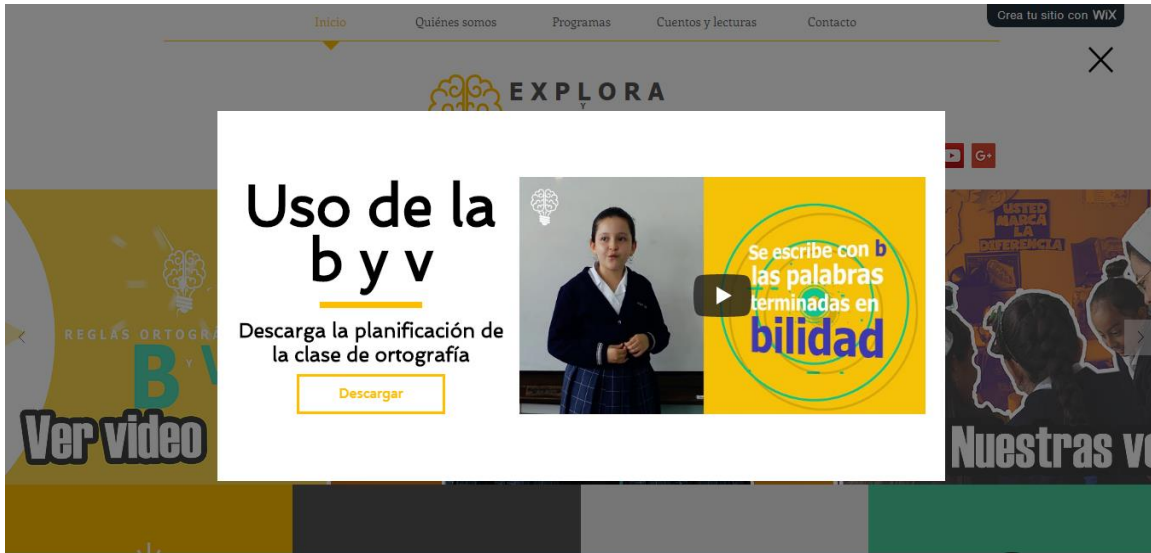 Inicio
Quiénes somos
Programas
Cuentos y lecturas
Contacto
Crea tu sitio con WiX
EXPLORA
Y
G+
Uso de la
b y v
Descarga la planificación de
la clase de ortografía
Descargar
Se escribe con b
las palabras
terminadas en
bilidad
REGLAS ORTOGRÁ
B Y V
Ver video
USTED
MARCA
LA
DIFERENCIA
Nuestras v